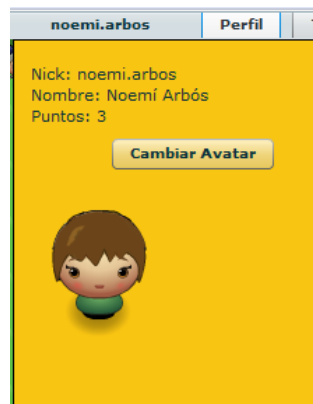 noemi.arbos Perfil
Nick: noemi.arbos
Nombre: Noemí Arbós
Puntos: 3
Cambiar Avatar